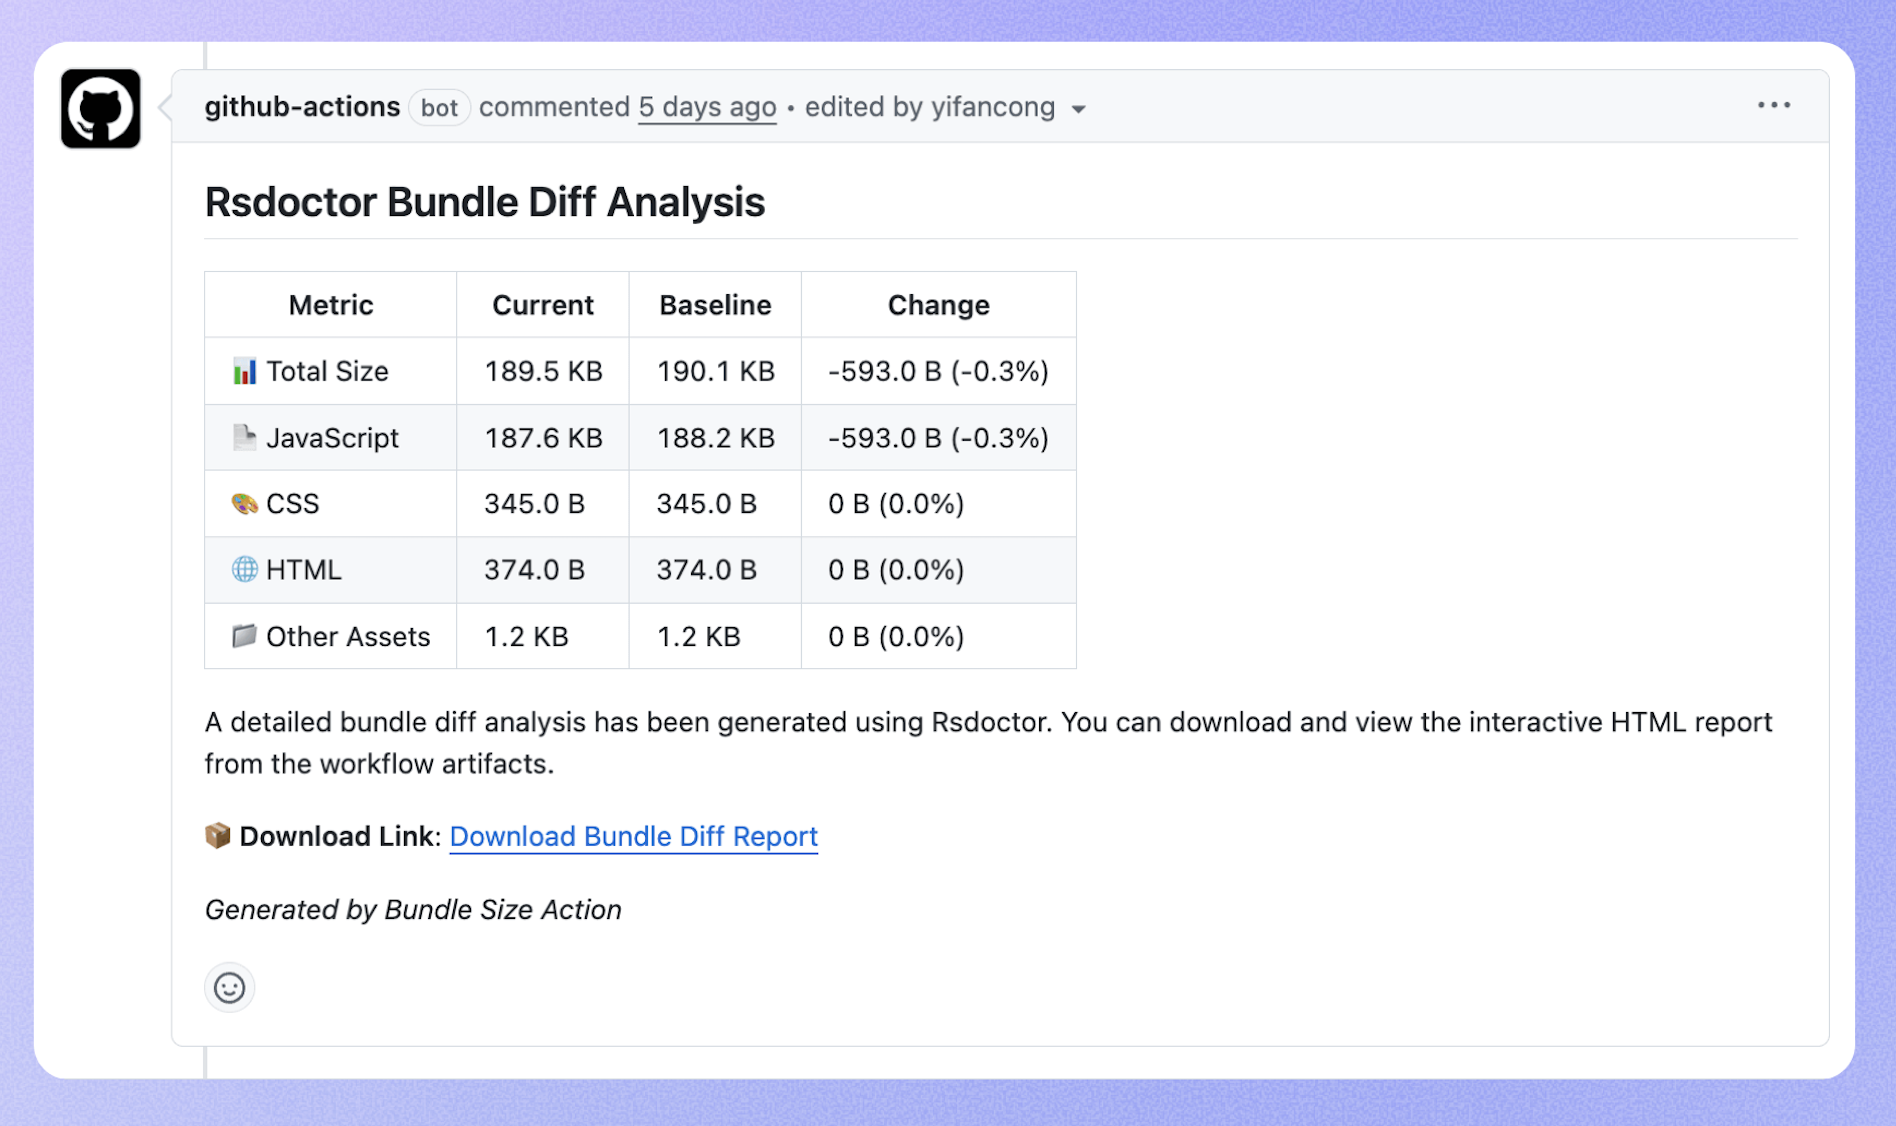 github-actions bot commented 5 days ago • edited by yifancong
Rsdoctor Bundle Diff Analysis
Metric Current Baseline Change
Total Size 189.5 KB 190.1 KB -593.0 B (-0.3%)
JavaScript 187.6 KB 188.2 KB -593.0 B (-0.3%)
CSS 345.0 B 345.0 B 0 B (0.0%)
HTML 374.0 B 374.0 B 0 B (0.0%)
Other Assets 1.2 KB 1.2 KB 0 B (0.0%)
A detailed bundle diff analysis has been generated using Rsdoctor. You can download and view the interactive HTML report
from the workflow artifacts.
Download Link: Download Bundle Diff Report
Generated by Bundle Size Action